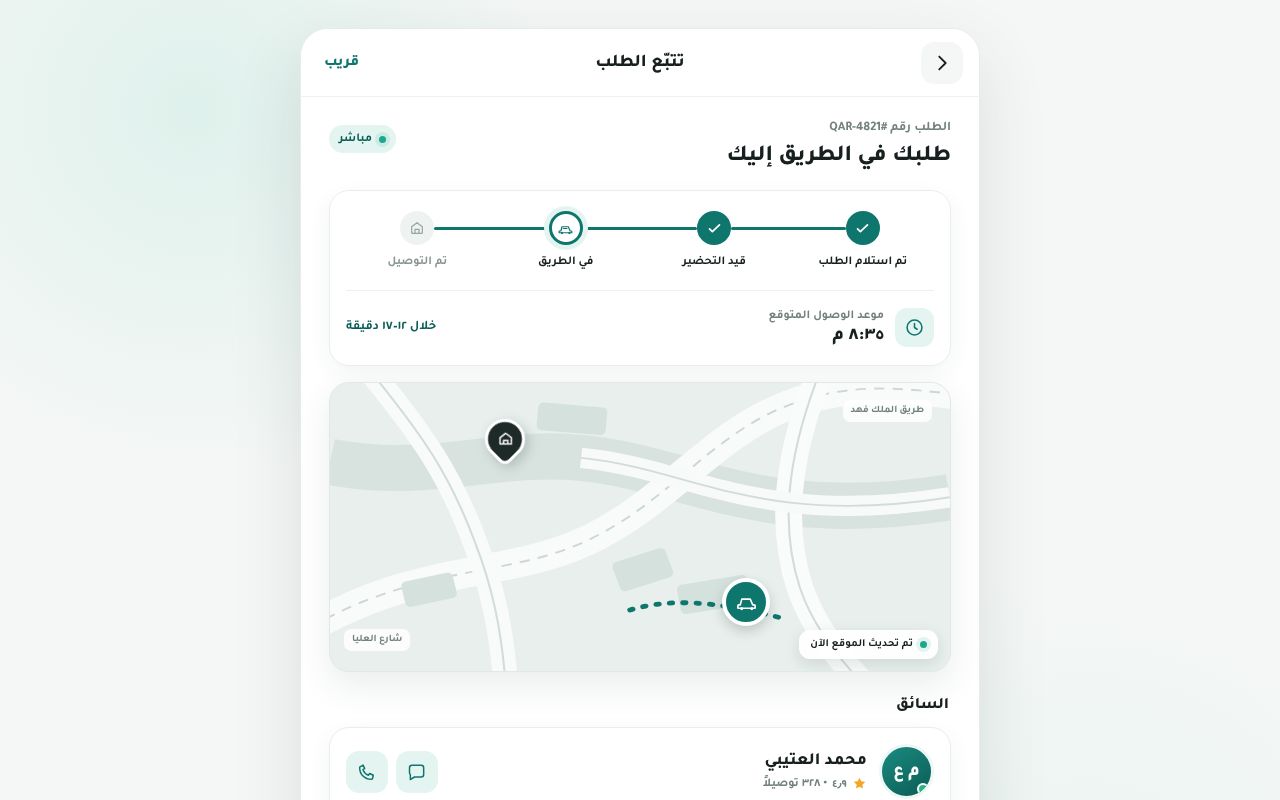 تتبّع الطلب
قريب
الطلب رقم #QAR-4821
طلبك في الطريق إليك
مباشر
تم استلام الطلب
قيد التحضير
في الطريق
تم التوصيل
موعد الوصول المتوقع
٨:٣٥ م
خلال ١٢-١٧ دقيقة
طريق الملك فهد
شارع العليا
تم تحديث الموقع الآن
السائق
م ع
محمد العتيبي
٤٫٩ • ٣٢٨ توصيلاً